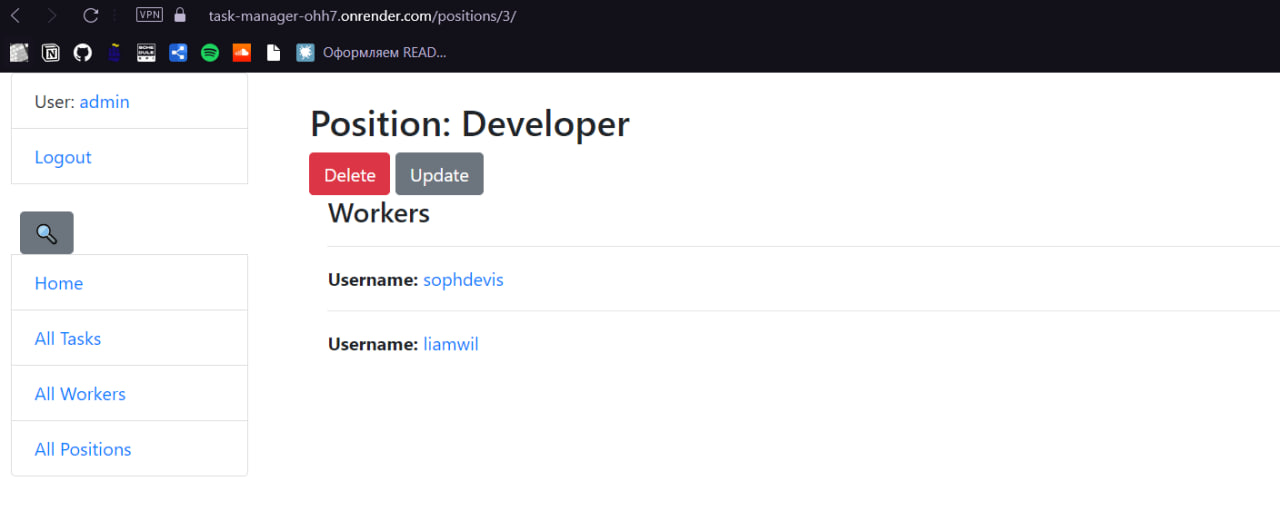 VPN task-manager-ohh7.onrender.com/positions/3/
Оформляем READ...
User: admin
Logout
Home
All Tasks
All Workers
All Positions
Position: Developer
Delete Update
Workers
Username: sophdevis
Username: liamwil